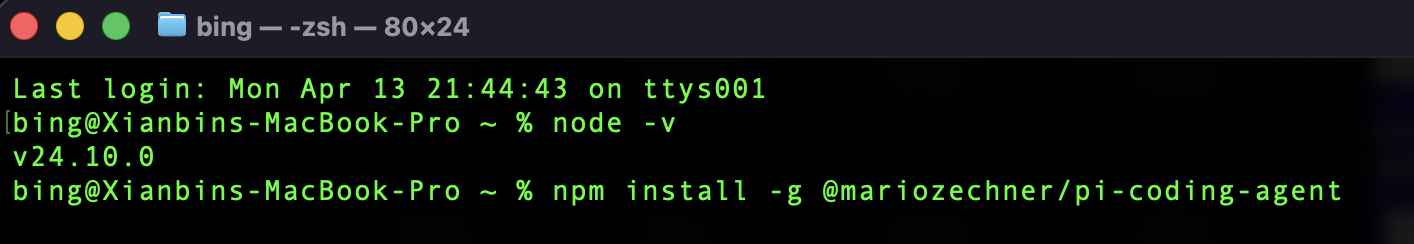 bing — -zsh — 80×24
Last login: Mon Apr 13 21:44:43 on ttys001
[bing@Xianbins-MacBook-Pro ~ % node -v
v24.10.0
bing@Xianbins-MacBook-Pro ~ % npm install -g @mariozechner/pi-coding-agent